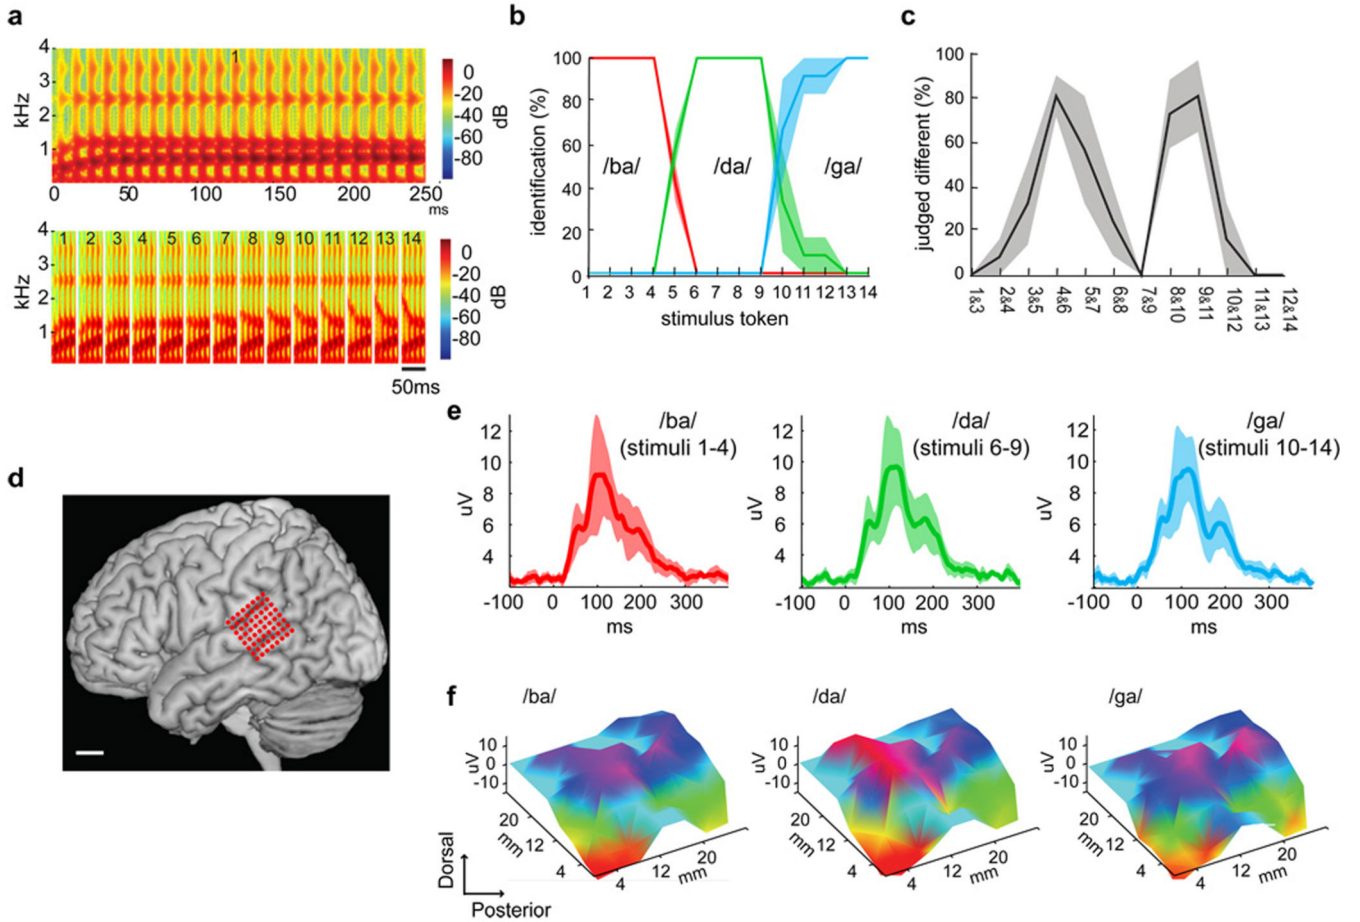 a
4
3
2
1
kHz
1
0
50
100
150
200
250
ms
0
-20
-40
-60
-80
dB
4
3
2
1
kHz
1 2 3 4 5 6 7 8 9 10 11 12 13 14
0
-20
-40
-60
-80
dB
50ms
b
100
80
60
40
20
0
identification (%)
/ba/
/da/
/ga/
1 2 3 4 5 6 7 8 9 10 11 12 13 14
stimulus token
c
100
80
60
40
20
0
judged different (%)
1&3
2&4
3&5
4&6
5&7
6&8
7&9
8&10
9&11
10&12
11&13
12&14
d
e
/ba/
(stimuli 1-4)
12
10
8
6
4
uV
-100 0 100 200 300
ms
/da/
(stimuli 6-9)
12
10
8
6
4
uV
-100 0 100 200 300
ms
/ga/
(stimuli 10-14)
12
10
8
6
4
uV
-100 0 100 200 300
ms
f
/ba/
10
0
-10
uV
20
12
4
mm
4
12
20
mm
/da/
10
0
-10
uV
20
12
4
mm
4
12
20
mm
/ga/
10
0
-10
uV
20
12
4
mm
4
12
20
mm
Dorsal
Posterior